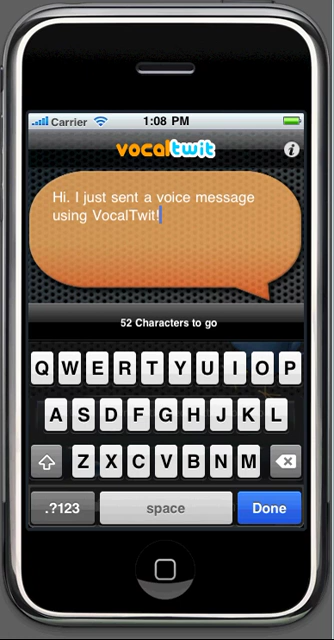 Carrier 1:08 PM
vocaltwit i
Hi. I just sent a voice message
using VocalTwit!
52 Characters to go
Q W E R T Y U I O P
A S D F G H J K L
Z X C V B N M
.?123 space Done